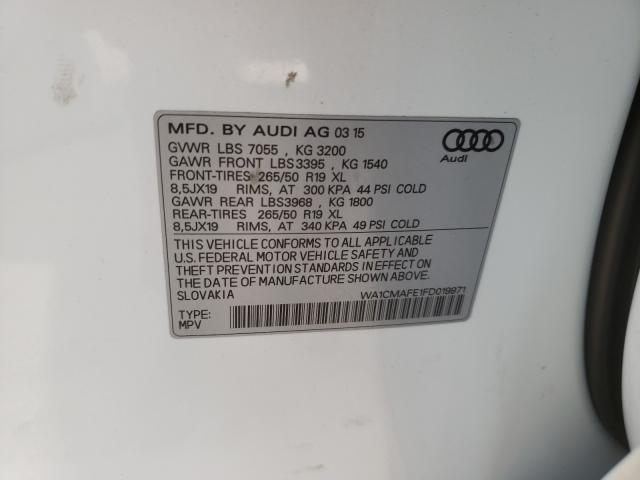 MFD. BY AUDI AG 03 15
GVWR LBS 7055 , KG 3200
GAWR FRONT LBS3395 , KG 1540
FRONT-TIRES 265/50 R19 XL
8,5JX19 RIMS, AT 300 KPA 44 PSI COLD
GAWR REAR LBS3968 , KG 1800
REAR-TIRES 265/50 R19 XL
8,5JX19 RIMS, AT 340 KPA 49 PSI COLD
Audi
THIS VEHICLE CONFORMS TO ALL APPLICABLE
U.S. FEDERAL MOTOR VEHICLE SAFETY AND
THEFT PREVENTION STANDARDS IN EFFECT ON
THE DATE OF MANUFACTURE SHOWN ABOVE.
SLOVAKIA
WA1CMAFE1FD019971
TYPE:
MPV